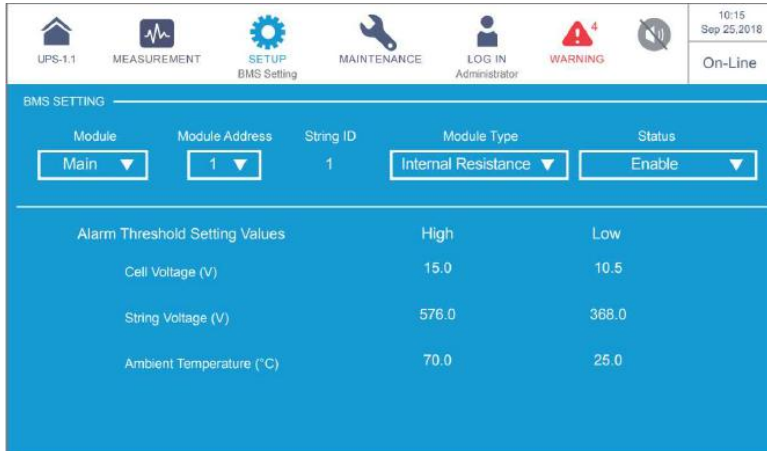 10:15
Sep 25,2018
4
UPS-1.1 MEASUREMENT SETUP MAINTENANCE LOG IN WARNING
BMS Setting Administrator
On-Line
BMS SETTING
Module Module Address String ID Module Type Status
Main 1 1 Internal Resistance Enable
Alarm Threshold Setting Values High Low
Cell Voltage (V) 15.0 10.5
String Voltage (V) 576.0 368.0
Ambient Temperature (°C) 70.0 25.0